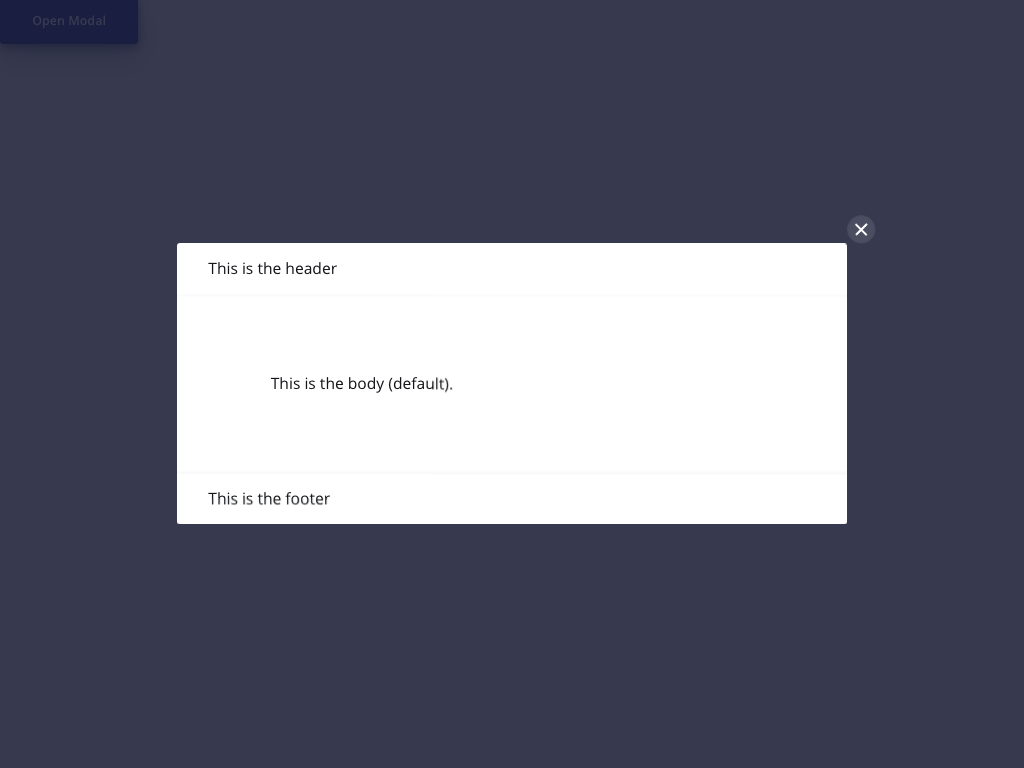 Open Modal
This is the header
This is the body (default).
This is the footer